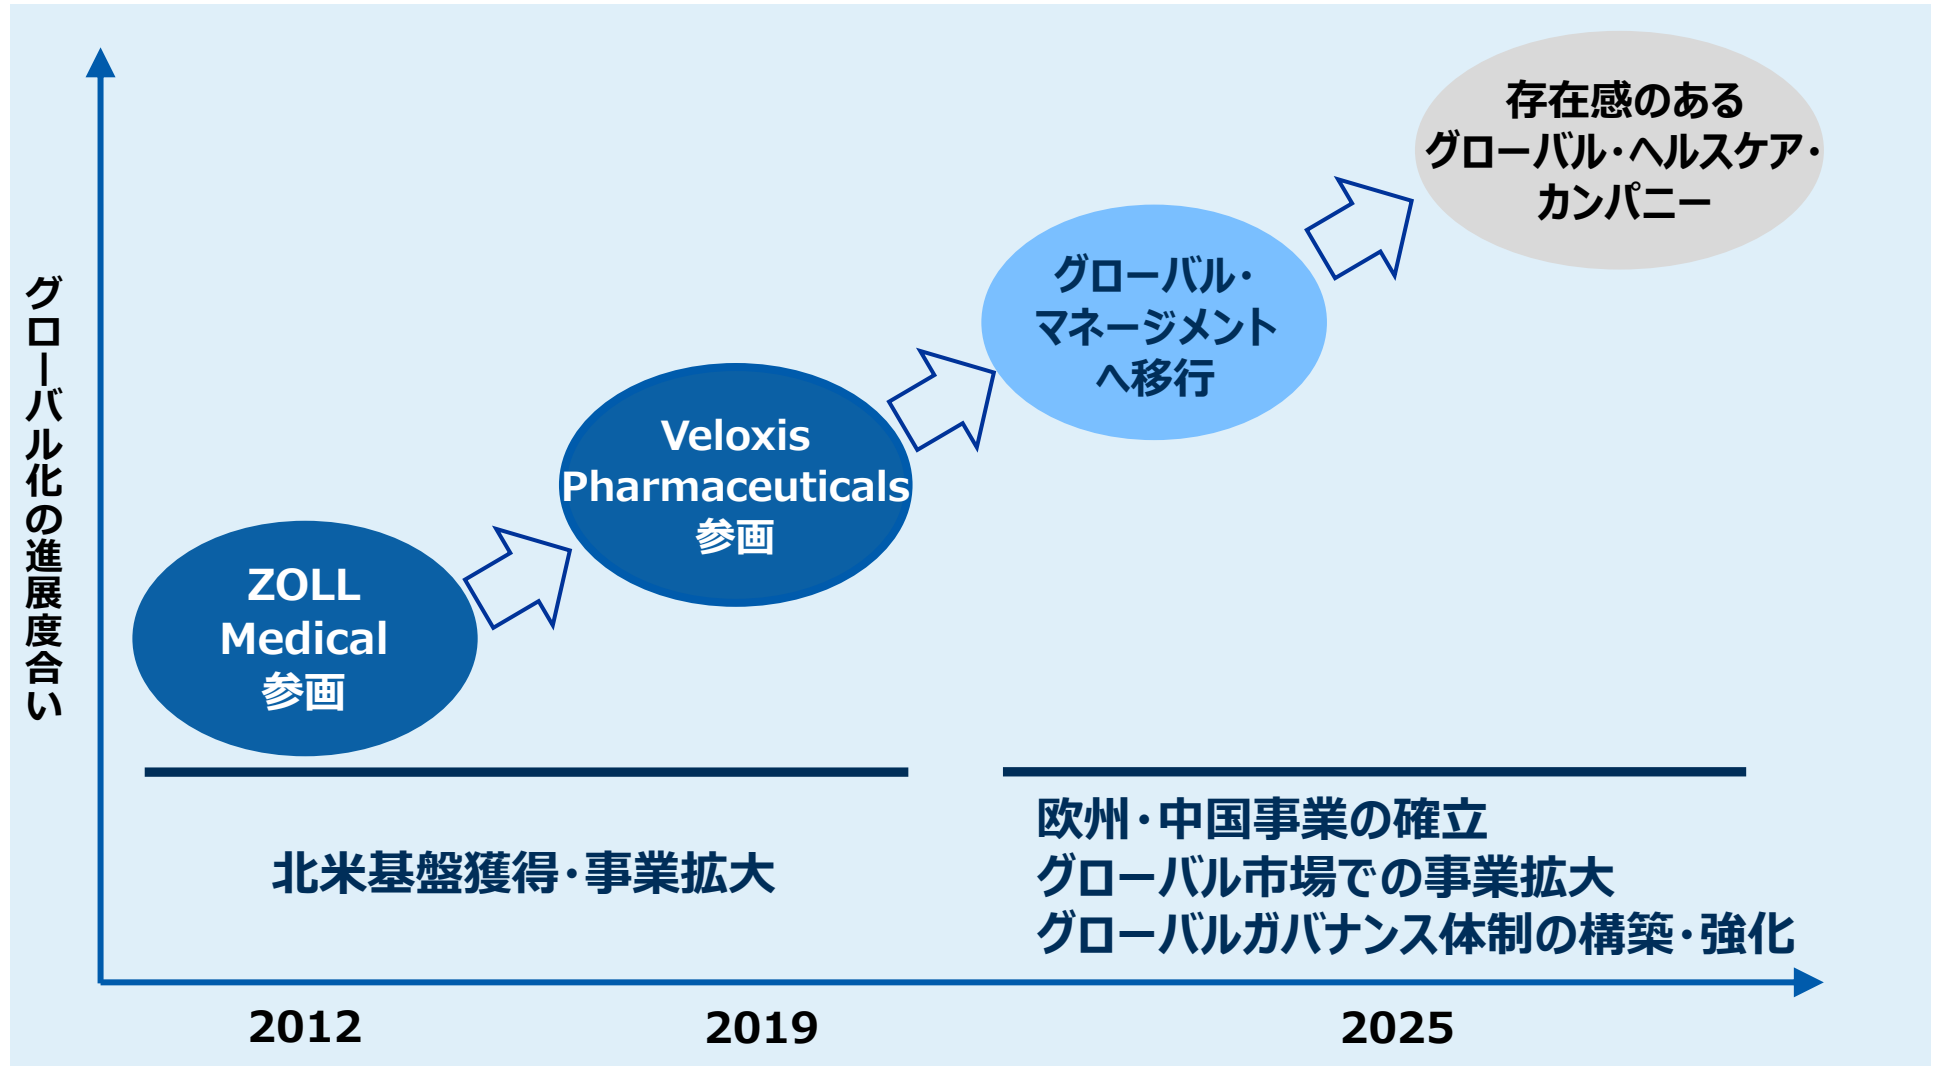 グローバル化の進展度合い
存在感のある
グローバル・ヘルスケア・
カンパニー
グローバル・
マネージメント
へ移行
Veloxis
Pharmaceuticals
参画
ZOLL
Medical
参画
北米基盤獲得・事業拡大
欧州・中国事業の確立
グローバル市場での事業拡大
グローバルガバナンス体制の構築・強化
2012
2019
2025